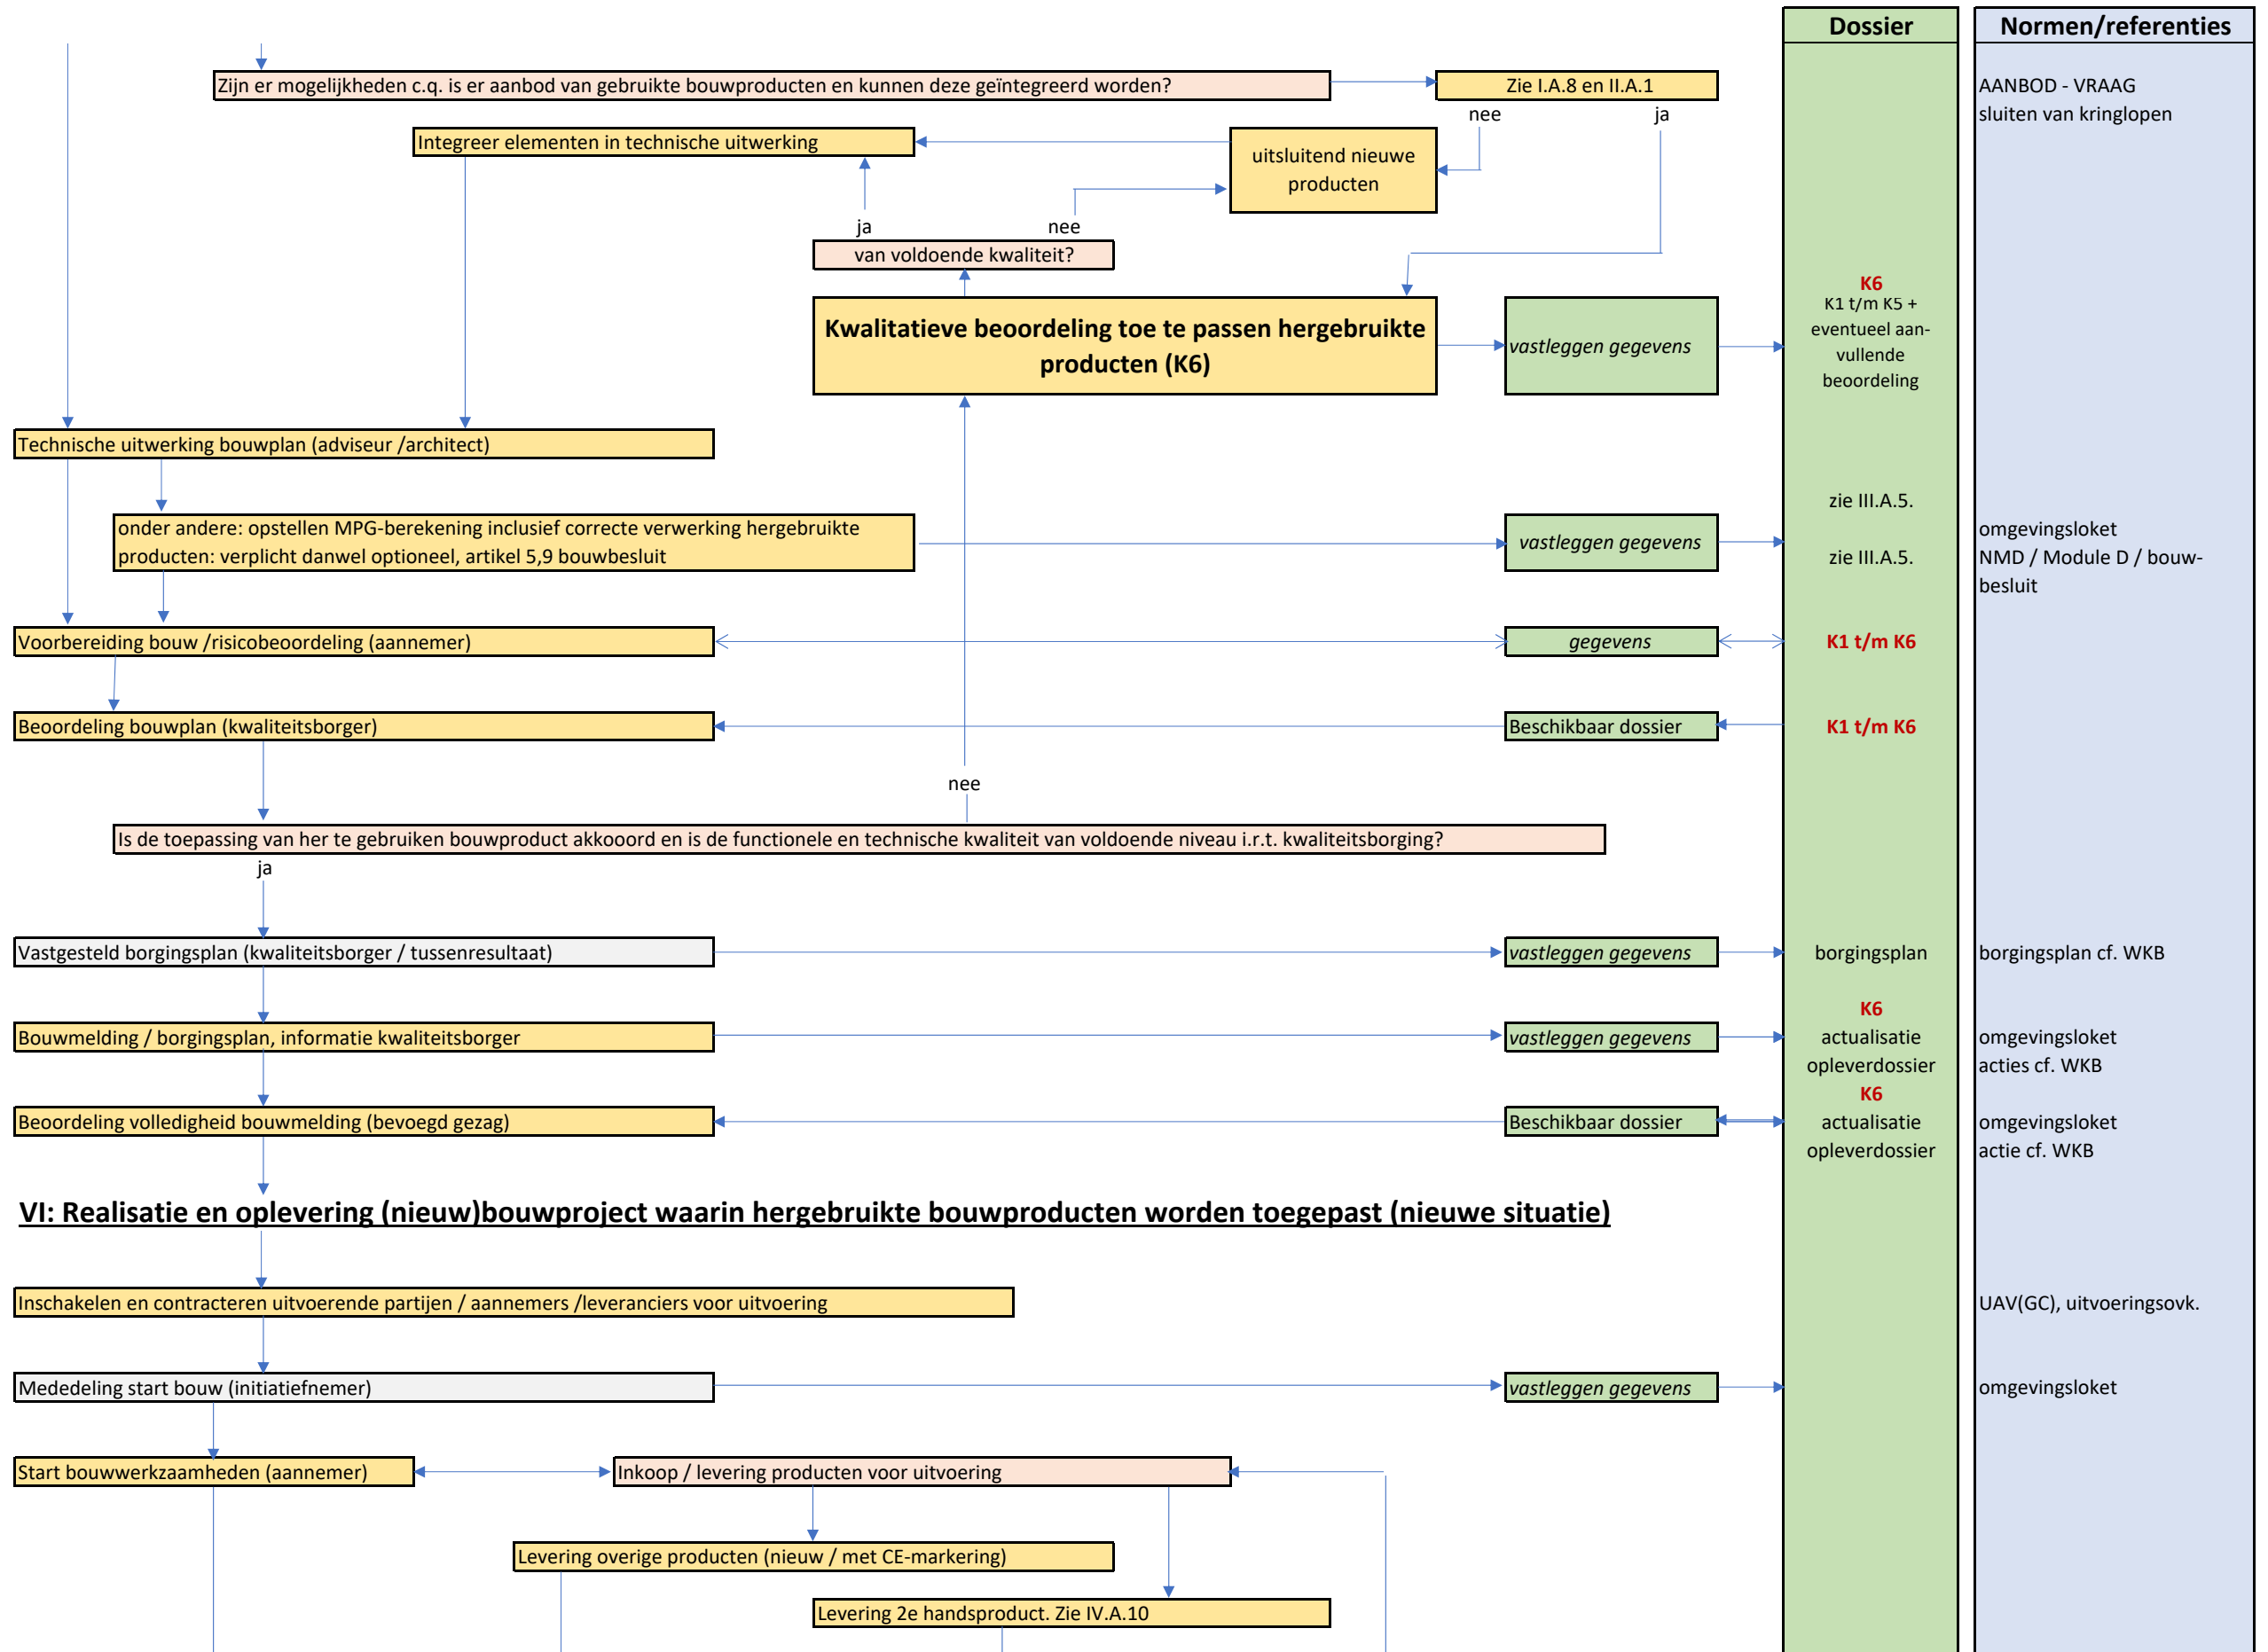 Dossier
Normen/referenties
Zijn er mogelijkheden c.q. is er aanbod van gebruikte bouwproducten en kunnen deze geïntegreerd worden?
Zie I.A.8 en II.A.1
AANBOD - VRAAG
sluiten van kringlopen
nee
ja
Integreer elementen in technische uitwerking
uitsluitend nieuwe
producten
ja
nee
van voldoende kwaliteit?
Kwalitatieve beoordeling toe te passen hergebruikte
producten (K6)
vastleggen gegevens
K6
K1 t/m K5 +
eventueel aan-
vullende
beoordeling
Technische uitwerking bouwplan (adviseur /architect)
onder andere: opstellen MPG-berekening inclusief correcte verwerking hergebruikte
producten: verplicht danwel optioneel, artikel 5,9 bouwbesluit
vastleggen gegevens
zie III.A.5.
zie III.A.5.
omgevingsloket
NMD / Module D / bouw-
besluit
Voorbereiding bouw /risicobeoordeling (aannemer)
gegevens
K1 t/m K6
Beoordeling bouwplan (kwaliteitsborger)
Beschikbaar dossier
K1 t/m K6
nee
Is de toepassing van her te gebruiken bouwproduct akkooord en is de functionele en technische kwaliteit van voldoende niveau i.r.t. kwaliteitsborging?
ja
Vastgesteld borgingsplan (kwaliteitsborger / tussenresultaat)
vastleggen gegevens
borgingsplan
borgingsplan cf. WKB
Bouwmelding / borgingsplan, informatie kwaliteitsborger
vastleggen gegevens
K6
actualisatie
opleverdossier
omgevingsloket
acties cf. WKB
Beoordeling volledigheid bouwmelding (bevoegd gezag)
Beschikbaar dossier
K6
actualisatie
opleverdossier
omgevingsloket
actie cf. WKB
VI: Realisatie en oplevering (nieuw)bouwproject waarin hergebruikte bouwproducten worden toegepast (nieuwe situatie)
Inschakelen en contracteren uitvoerende partijen / aannemers /leveranciers voor uitvoering
UAV(GC), uitvoeringsovk.
Mededeling start bouw (initiatiefnemer)
vastleggen gegevens
omgevingsloket
Start bouwwerkzaamheden (aannemer)
Inkoop / levering producten voor uitvoering
Levering overige producten (nieuw / met CE-markering)
Levering 2e handsproduct. Zie IV.A.10